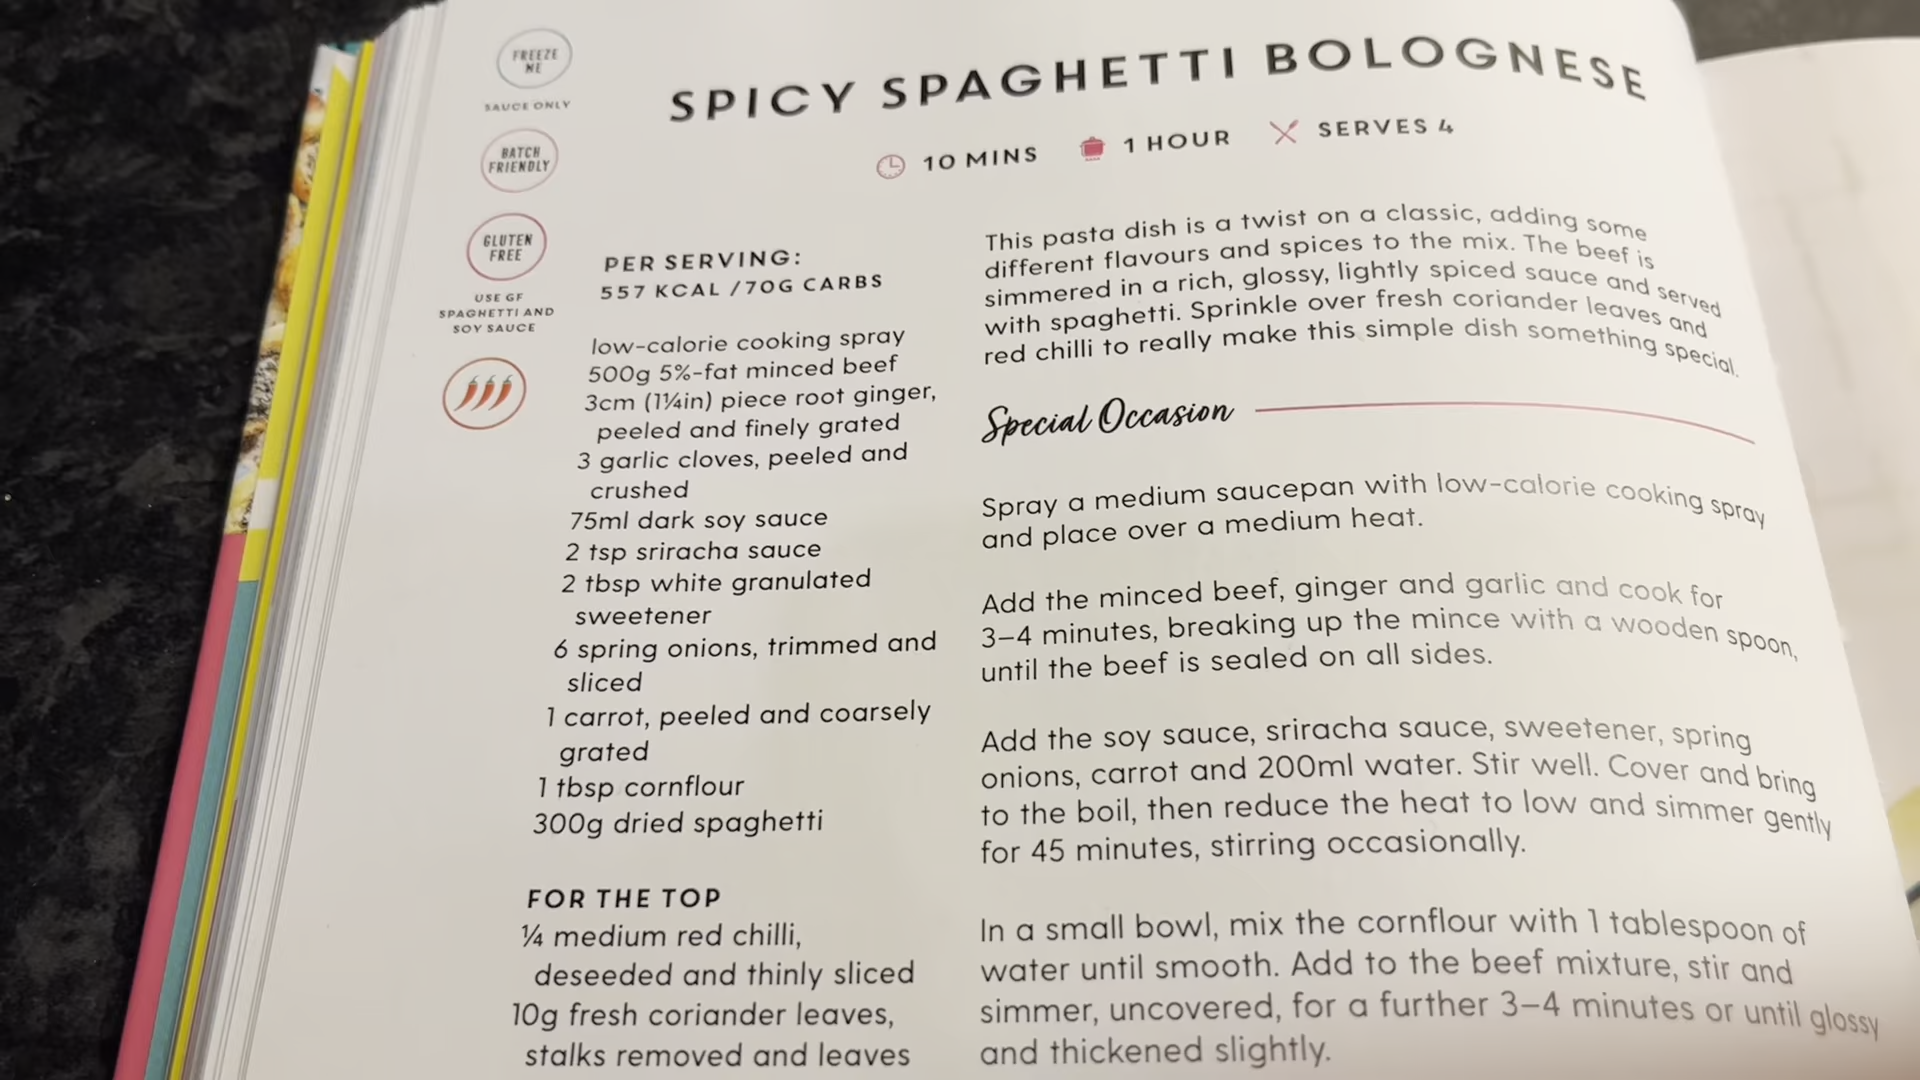 FREEZE
ME
SAUCE ONLY
BATCH
FRIENDLY
GLUTEN
FREE
USE GF
SPAGHETTI AND
SOY SAUCE
SPICY SPAGHETTI BOLOGNESE
10 MINS 1 HOUR SERVES 4
PER SERVING:
557 KCAL /70G CARBS
low-calorie cooking spray
500g 5%-fat minced beef
3cm (1¼in) piece root ginger,
peeled and finely grated
3 garlic cloves, peeled and
crushed
75ml dark soy sauce
2 tsp sriracha sauce
2 tbsp white granulated
sweetener
6 spring onions, trimmed and
sliced
1 carrot, peeled and coarsely
grated
1 tbsp cornflour
300g dried spaghetti
FOR THE TOP
¼ medium red chilli,
deseeded and thinly sliced
10g fresh coriander leaves,
stalks removed and leaves
This pasta dish is a twist on a classic, adding some
different flavours and spices to the mix. The beef is
simmered in a rich, glossy, lightly spiced sauce and served
with spaghetti. Sprinkle over fresh coriander leaves and
red chilli to really make this simple dish something special.
Special Occasion
Spray a medium saucepan with low-calorie cooking spray
and place over a medium heat.
Add the minced beef, ginger and garlic and cook for
3–4 minutes, breaking up the mince with a wooden spoon,
until the beef is sealed on all sides.
Add the soy sauce, sriracha sauce, sweetener, spring
onions, carrot and 200ml water. Stir well. Cover and bring
to the boil, then reduce the heat to low and simmer gently
for 45 minutes, stirring occasionally.
In a small bowl, mix the cornflour with 1 tablespoon of
water until smooth. Add to the beef mixture, stir and
simmer, uncovered, for a further 3–4 minutes or until glossy
and thickened slightly.